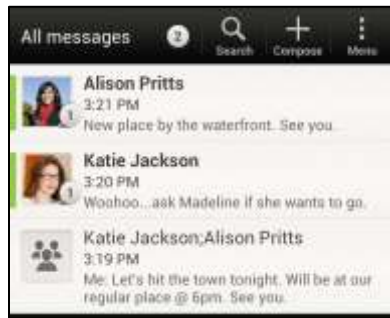 All messages 2 Search Compose Menu
Alison Pritts
3:21 PM
1
New place by the waterfront. See you.
Katie Jackson
3:20 PM
1
Woohoo...ask Madeline if she wants to go.
Katie Jackson;Alison Pritts
3:19 PM
Me: Let's hit the town tonight. Will be at our
regular place @ 6pm. See you.